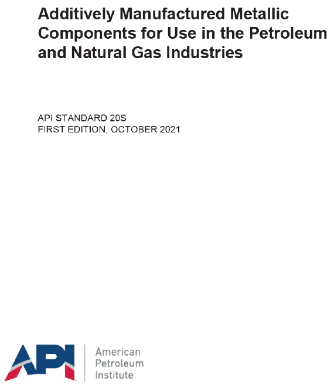 Additively Manufactured Metallic
Components for Use in the Petroleum
and Natural Gas Industries
API STANDARD 20S
FIRST EDITION, OCTOBER 2021
API
American
Petroleum
Institute